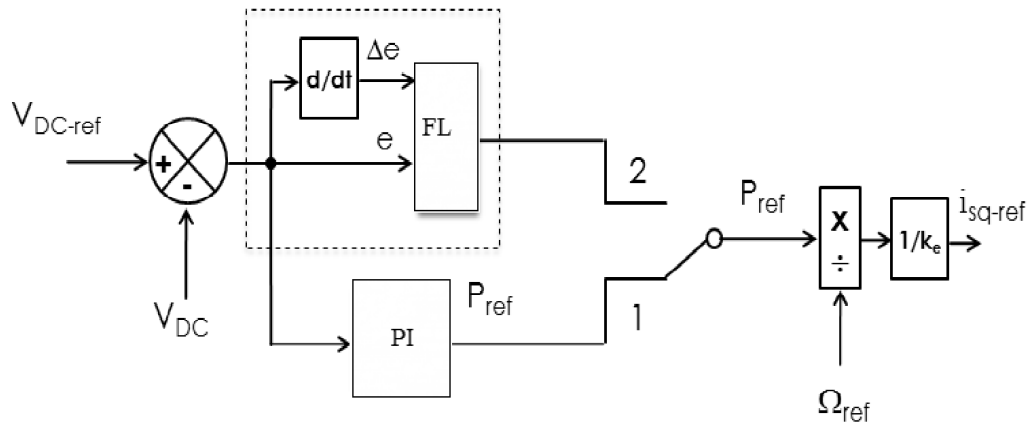 Δe
d/dt
V_DC-ref
FL
e
+
-
2
P_ref
i_sq-ref
X
÷
1/k_e
V_DC
P_ref
1
PI
Ω_ref